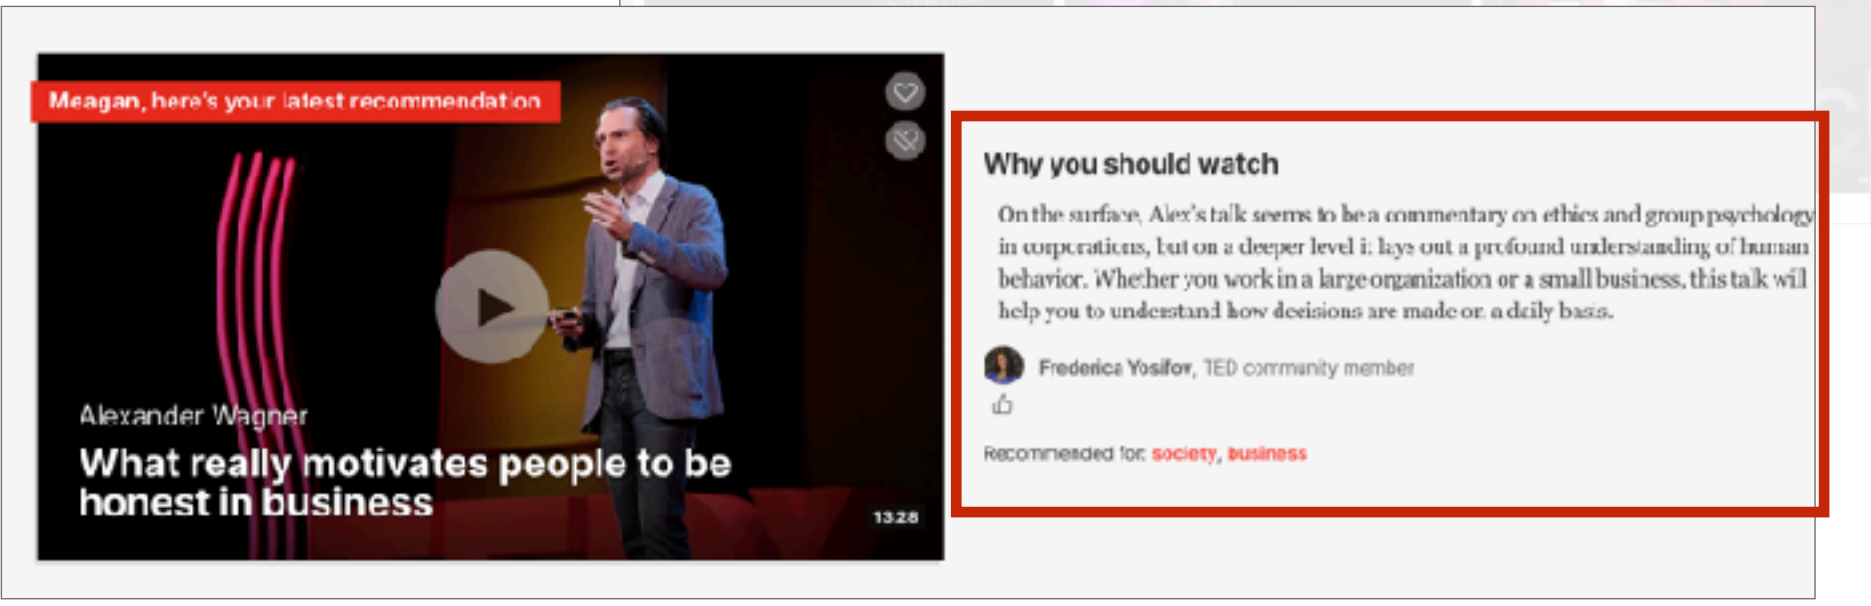 Meagan, here's your latest recommendation
Alexander Wagner
What really motivates people to be
honest in business
13:28
Why you should watch
On the surface, Alex's talk seems to be a commentary on ethics and group psychology
in corporations, but on a deeper level it lays out a profound understanding of human
behavior. Whether you work in a large organization or a small business, this talk will
help you to understand how decisions are made on a daily basis.
Frederica Yosifov, TED community member
Recommended for: society, business